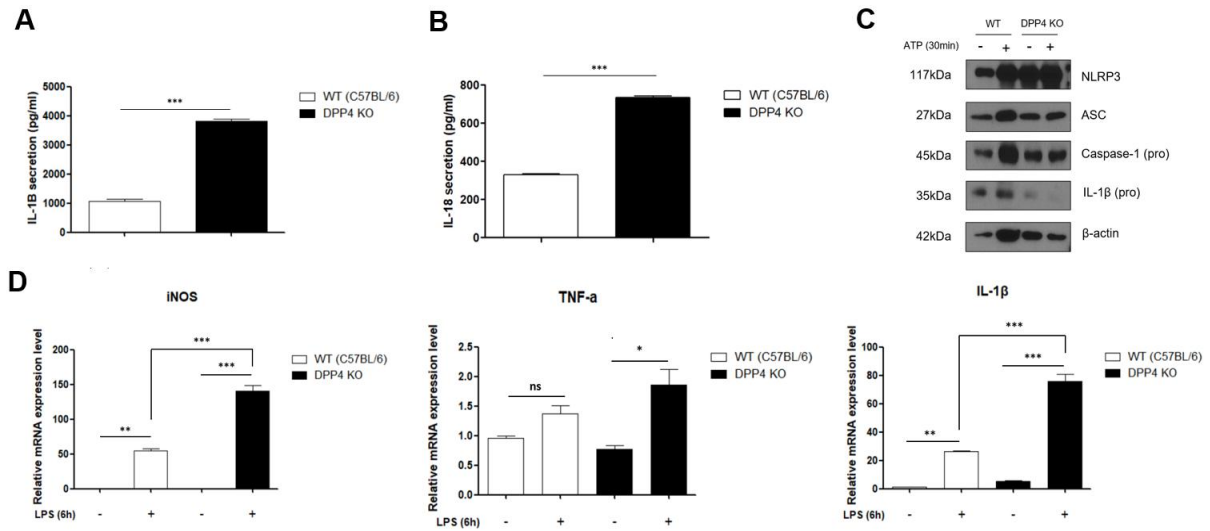 A
IL-1B secretion (pg/ml)
5000
4000
3000
2000
1000
0
***
WT (C57BL/6)
DPP4 KO
B
IL-18 secretion (pg/ml)
800
600
400
200
0
***
WT (C57BL/6)
DPP4 KO
C
WT DPP4 KO
ATP (30min) - + - +
117kDa NLRP3
27kDa ASC
45kDa Caspase-1 (pro)
35kDa IL-1β (pro)
42kDa β-actin
D
iNOS
Relative mRNA expression level
200
150
100
50
0
***
***
**
WT (C57BL/6)
DPP4 KO
LPS (6h) - + - +
TNF-a
Relative mRNA expression level
2.5
2.0
1.5
1.0
0.5
0.0
*
ns
WT (C57BL/6)
DPP4 KO
LPS (6h) - + - +
IL-1β
Relative mRNA expression level
100
80
60
40
20
0
***
***
**
WT (C57BL/6)
DPP4 KO
LPS (6h) - + - +